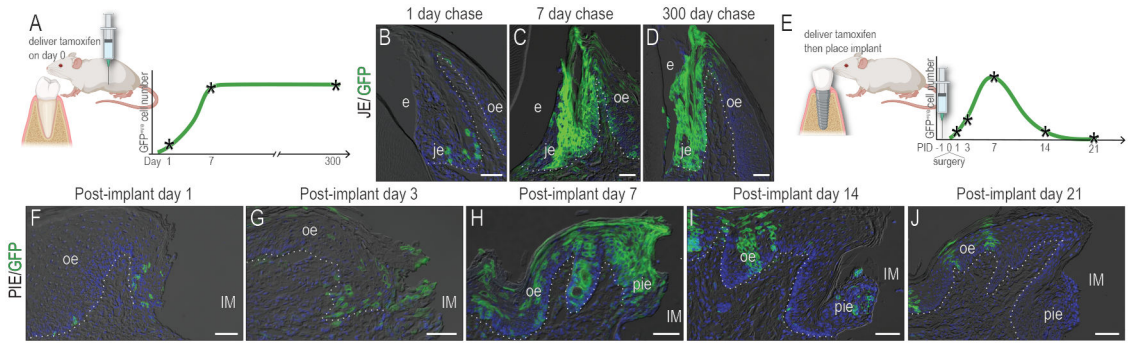 A
deliver tamoxifen
on day 0
GFP⁺ᵛᵉ cell number
Day 1 7 300
1 day chase
7 day chase
300 day chase
JE/GFP
B
e
oe
je
C
e
oe
je
D
e
oe
je
E
deliver tamoxifen
then place implant
cell number
PID -1 0 1 3 7 14 21
surgery
Post-implant day 1
Post-implant day 3
Post-implant day 7
Post-implant day 14
Post-implant day 21
PIE/GFP
F
oe
IM
G
oe
IM
H
oe
pie
IM
I
oe
pie
IM
J
oe
pie
IM